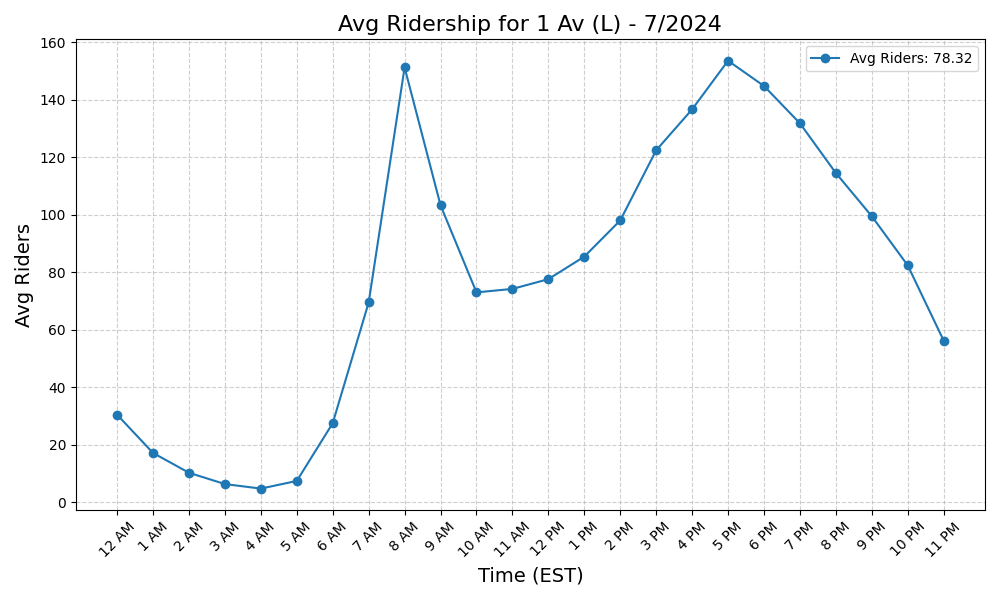 Avg Ridership for 1 Av (L) - 7/2024
Avg Riders: 78.32
Avg Riders
160
140
120
100
80
60
40
20
0
12 AM
1 AM
2 AM
3 AM
4 AM
5 AM
6 AM
7 AM
8 AM
9 AM
10 AM
11 AM
12 PM
1 PM
2 PM
3 PM
4 PM
5 PM
6 PM
7 PM
8 PM
9 PM
10 PM
11 PM
Time (EST)